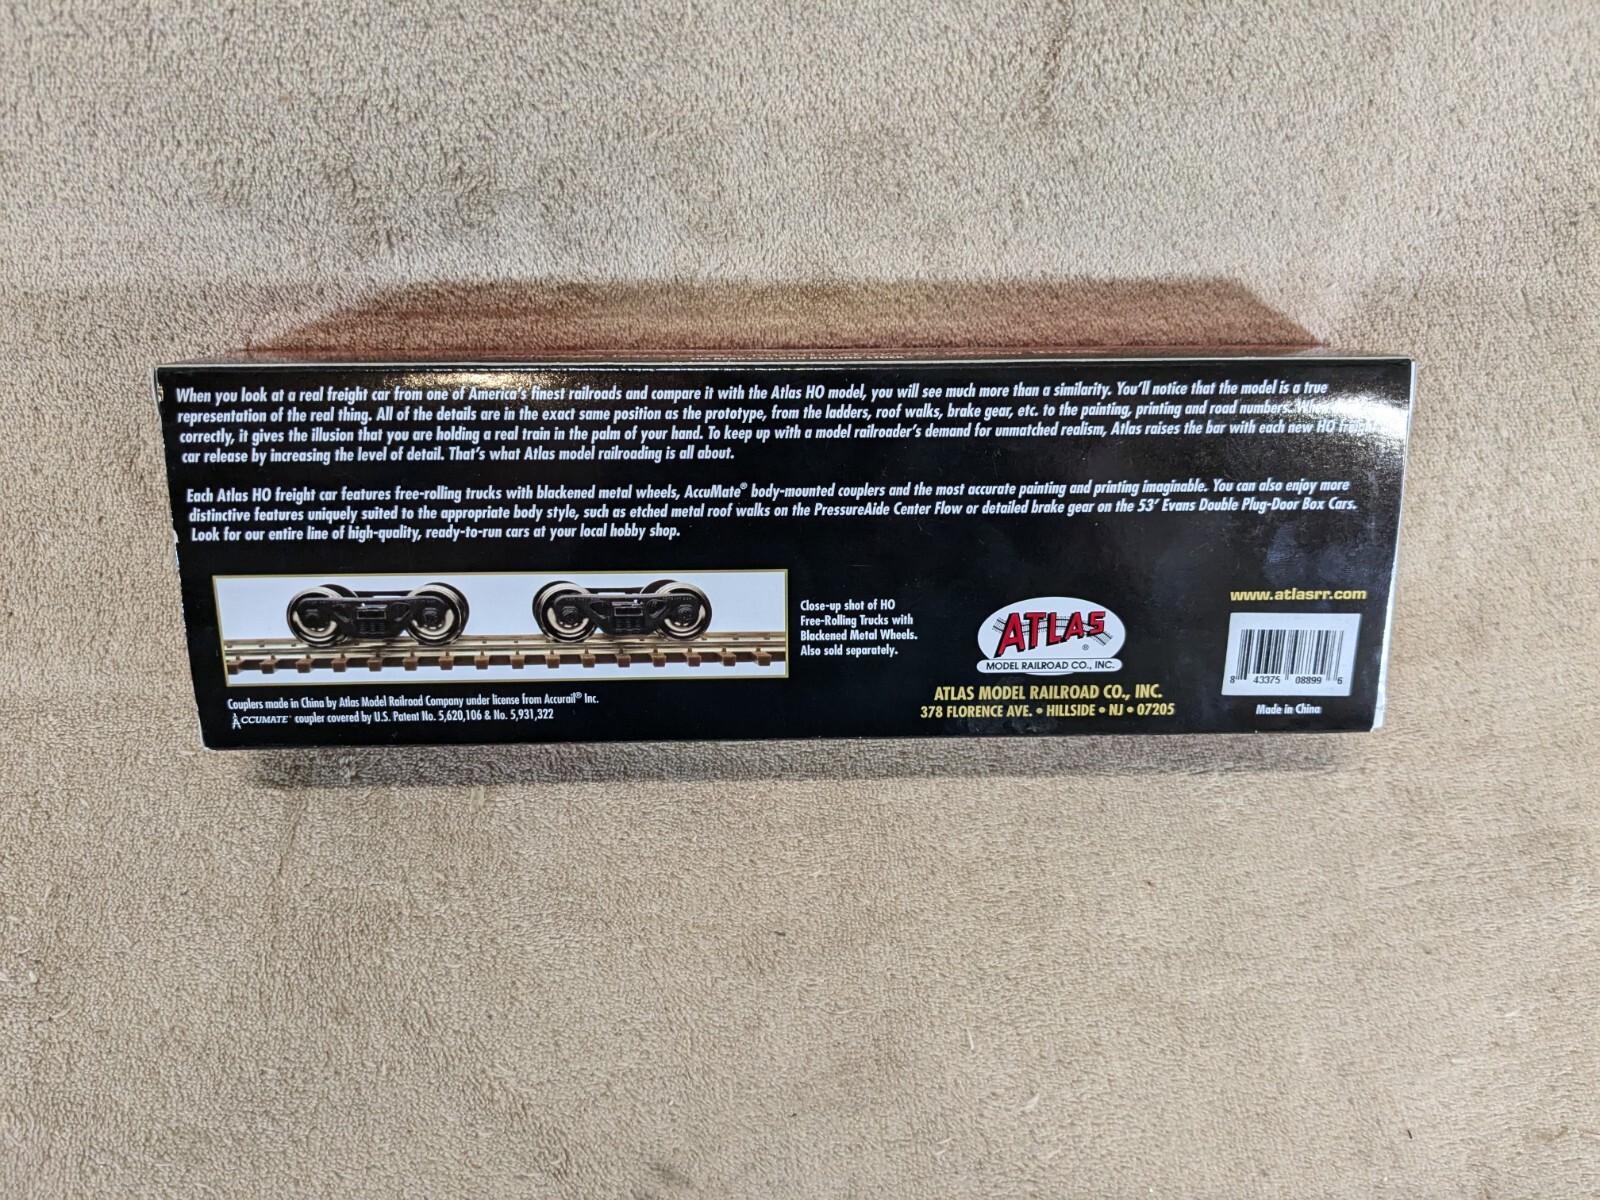 When you look at a real freight car from one of America's finest railroads and compare it with the Atlas HO model, you will see much more than a similarity. You'll notice that the model is a true
representation of the real thing. All of the details are in the exact same position as the prototype, from the ladders, roof walks, brake gear, etc. to the painting, printing and road numbers. When
correctly, it gives the illusion that you are holding a real train in the palm of your hand. To keep up with a model railroader's demand for unmatched realism, Atlas raises the bar with each new HO freight
car release by increasing the level of detail. That's what Atlas model railroading is all about.
Each Atlas HO freight car features free-rolling trucks with blackened metal wheels, AccuMate® body-mounted couplers and the most accurate painting and printing imaginable. You can also enjoy more
distinctive features uniquely suited to the appropriate body style, such as etched metal roof walks on the PressureAide Center Flow or detailed brake gear on the 53' Evans Double Plug-Door Box Cars.
Look for our entire line of high-quality, ready-to-run cars at your local hobby shop.
Close-up shot of HO
Free-Rolling Trucks with
Blackened Metal Wheels.
Also sold separately.
Couplers made in China by Atlas Model Railroad Company under license from Accurail® Inc.
ACCUMATE™ coupler covered by U.S. Patent No. 5,620,106 & No. 5,931,322
ATLAS®
MODEL RAILROAD CO., INC.
ATLAS MODEL RAILROAD CO., INC.
378 FLORENCE AVE. • HILLSIDE • NJ • 07205
www.atlasrr.com
8 43375 08899 6
Made in China